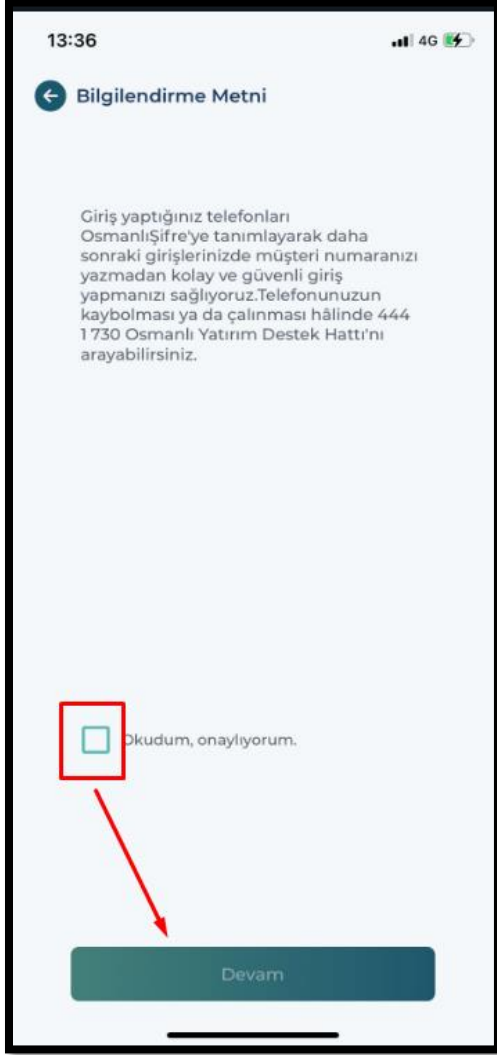 13:36
4G
Bilgilendirme Metni
Giriş yaptığınız telefonları
OsmanlıŞifre'ye tanımlayarak daha
sonraki girişlerinizde müşteri numaranızı
yazmadan kolay ve güvenli giriş
yapmanızı sağlıyoruz.Telefonunuzun
kaybolması ya da çalınması hâlinde 444
1 730 Osmanlı Yatırım Destek Hattı'nı
arayabilirsiniz.
Okudum, onaylıyorum.
Devam